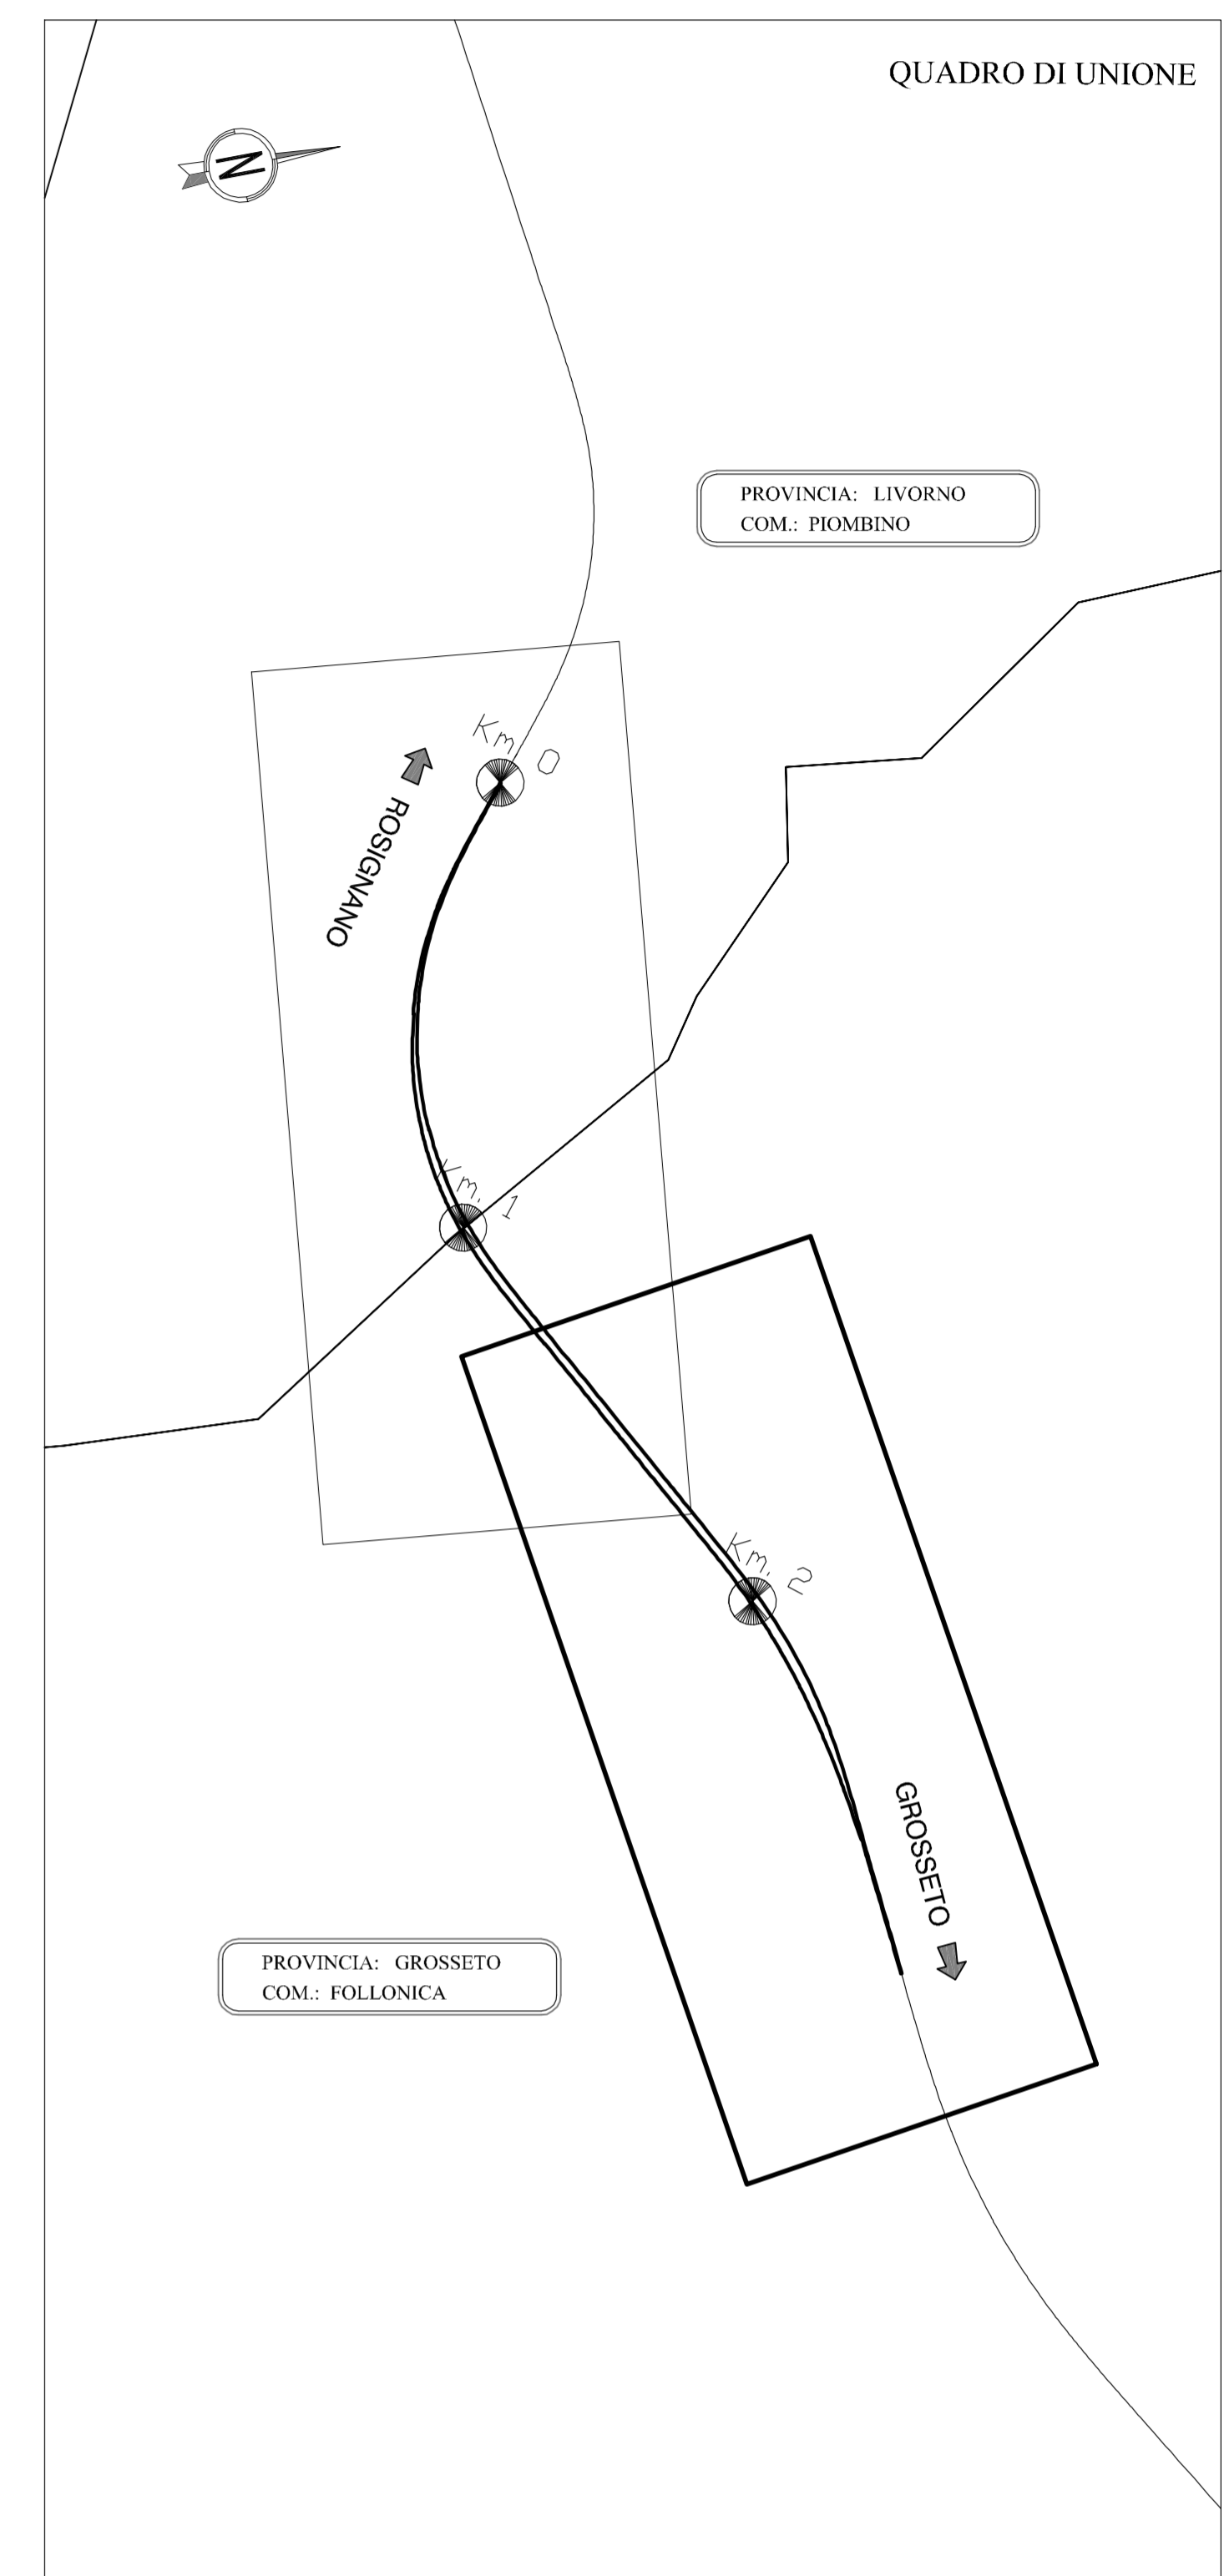 QUADRO DI UNIONE
N
PROVINCIA: LIVORNO
COM.: PIOMBINO
Km. 0
ROSIGNANO
Km. 1
Km. 2
GROSSETO
PROVINCIA: GROSSETO
COM.: FOLLONICA